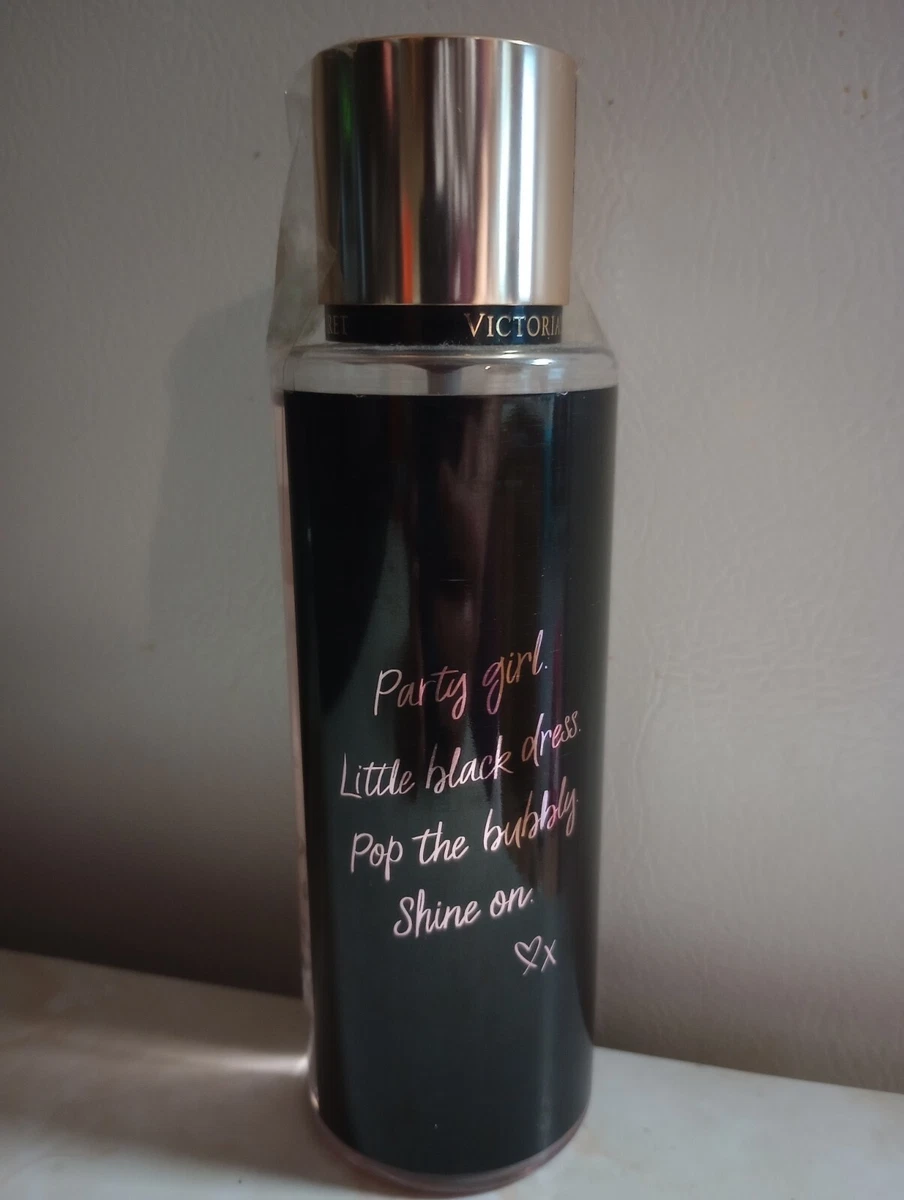 RET VICTORIA
Party girl.
Little black dress.
Pop the bubbly.
Shine on.
♡x